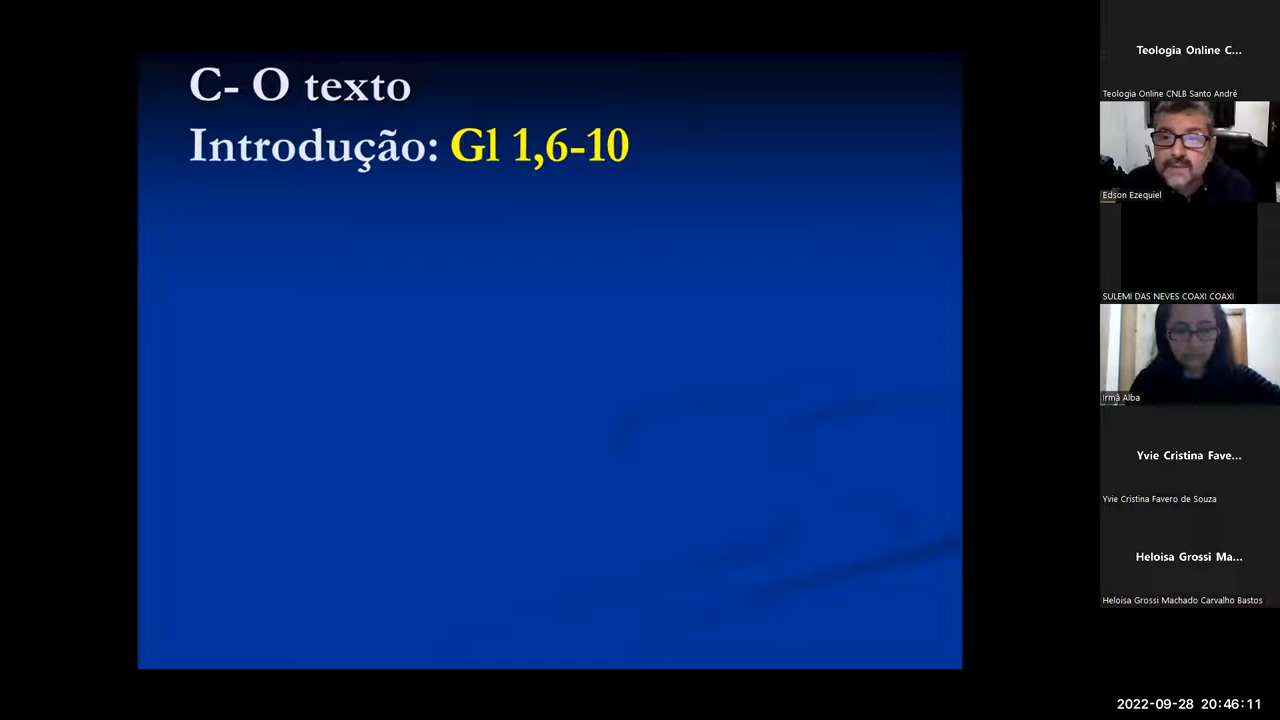 C- O texto
Introdução: Gl 1,6-10
Teologia Online C...
Teologia Online CNLB Santo André
Edson Ezequiel
SULEMI DAS NEVES COAXI COAXI
Irmã Alba
Yvie Cristina Fave...
Yvie Cristina Favero de Souza
Heloisa Grossi Ma...
Heloisa Grossi Machado Carvalho Bastos
2022-09-28 20:46:11